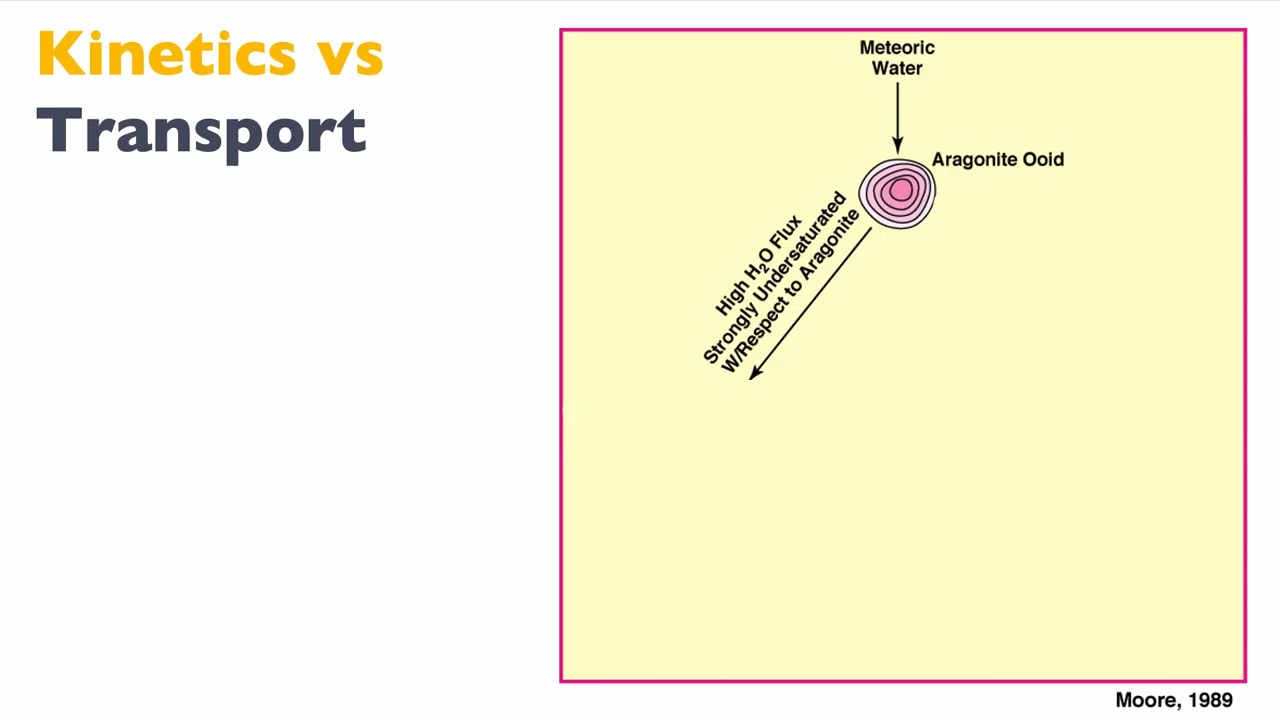 Kinetics vs
Transport
Meteoric
Water
Aragonite Ooid
High H₂O Flux
Strongly Undersaturated
W/Respect to Aragonite
Moore, 1989